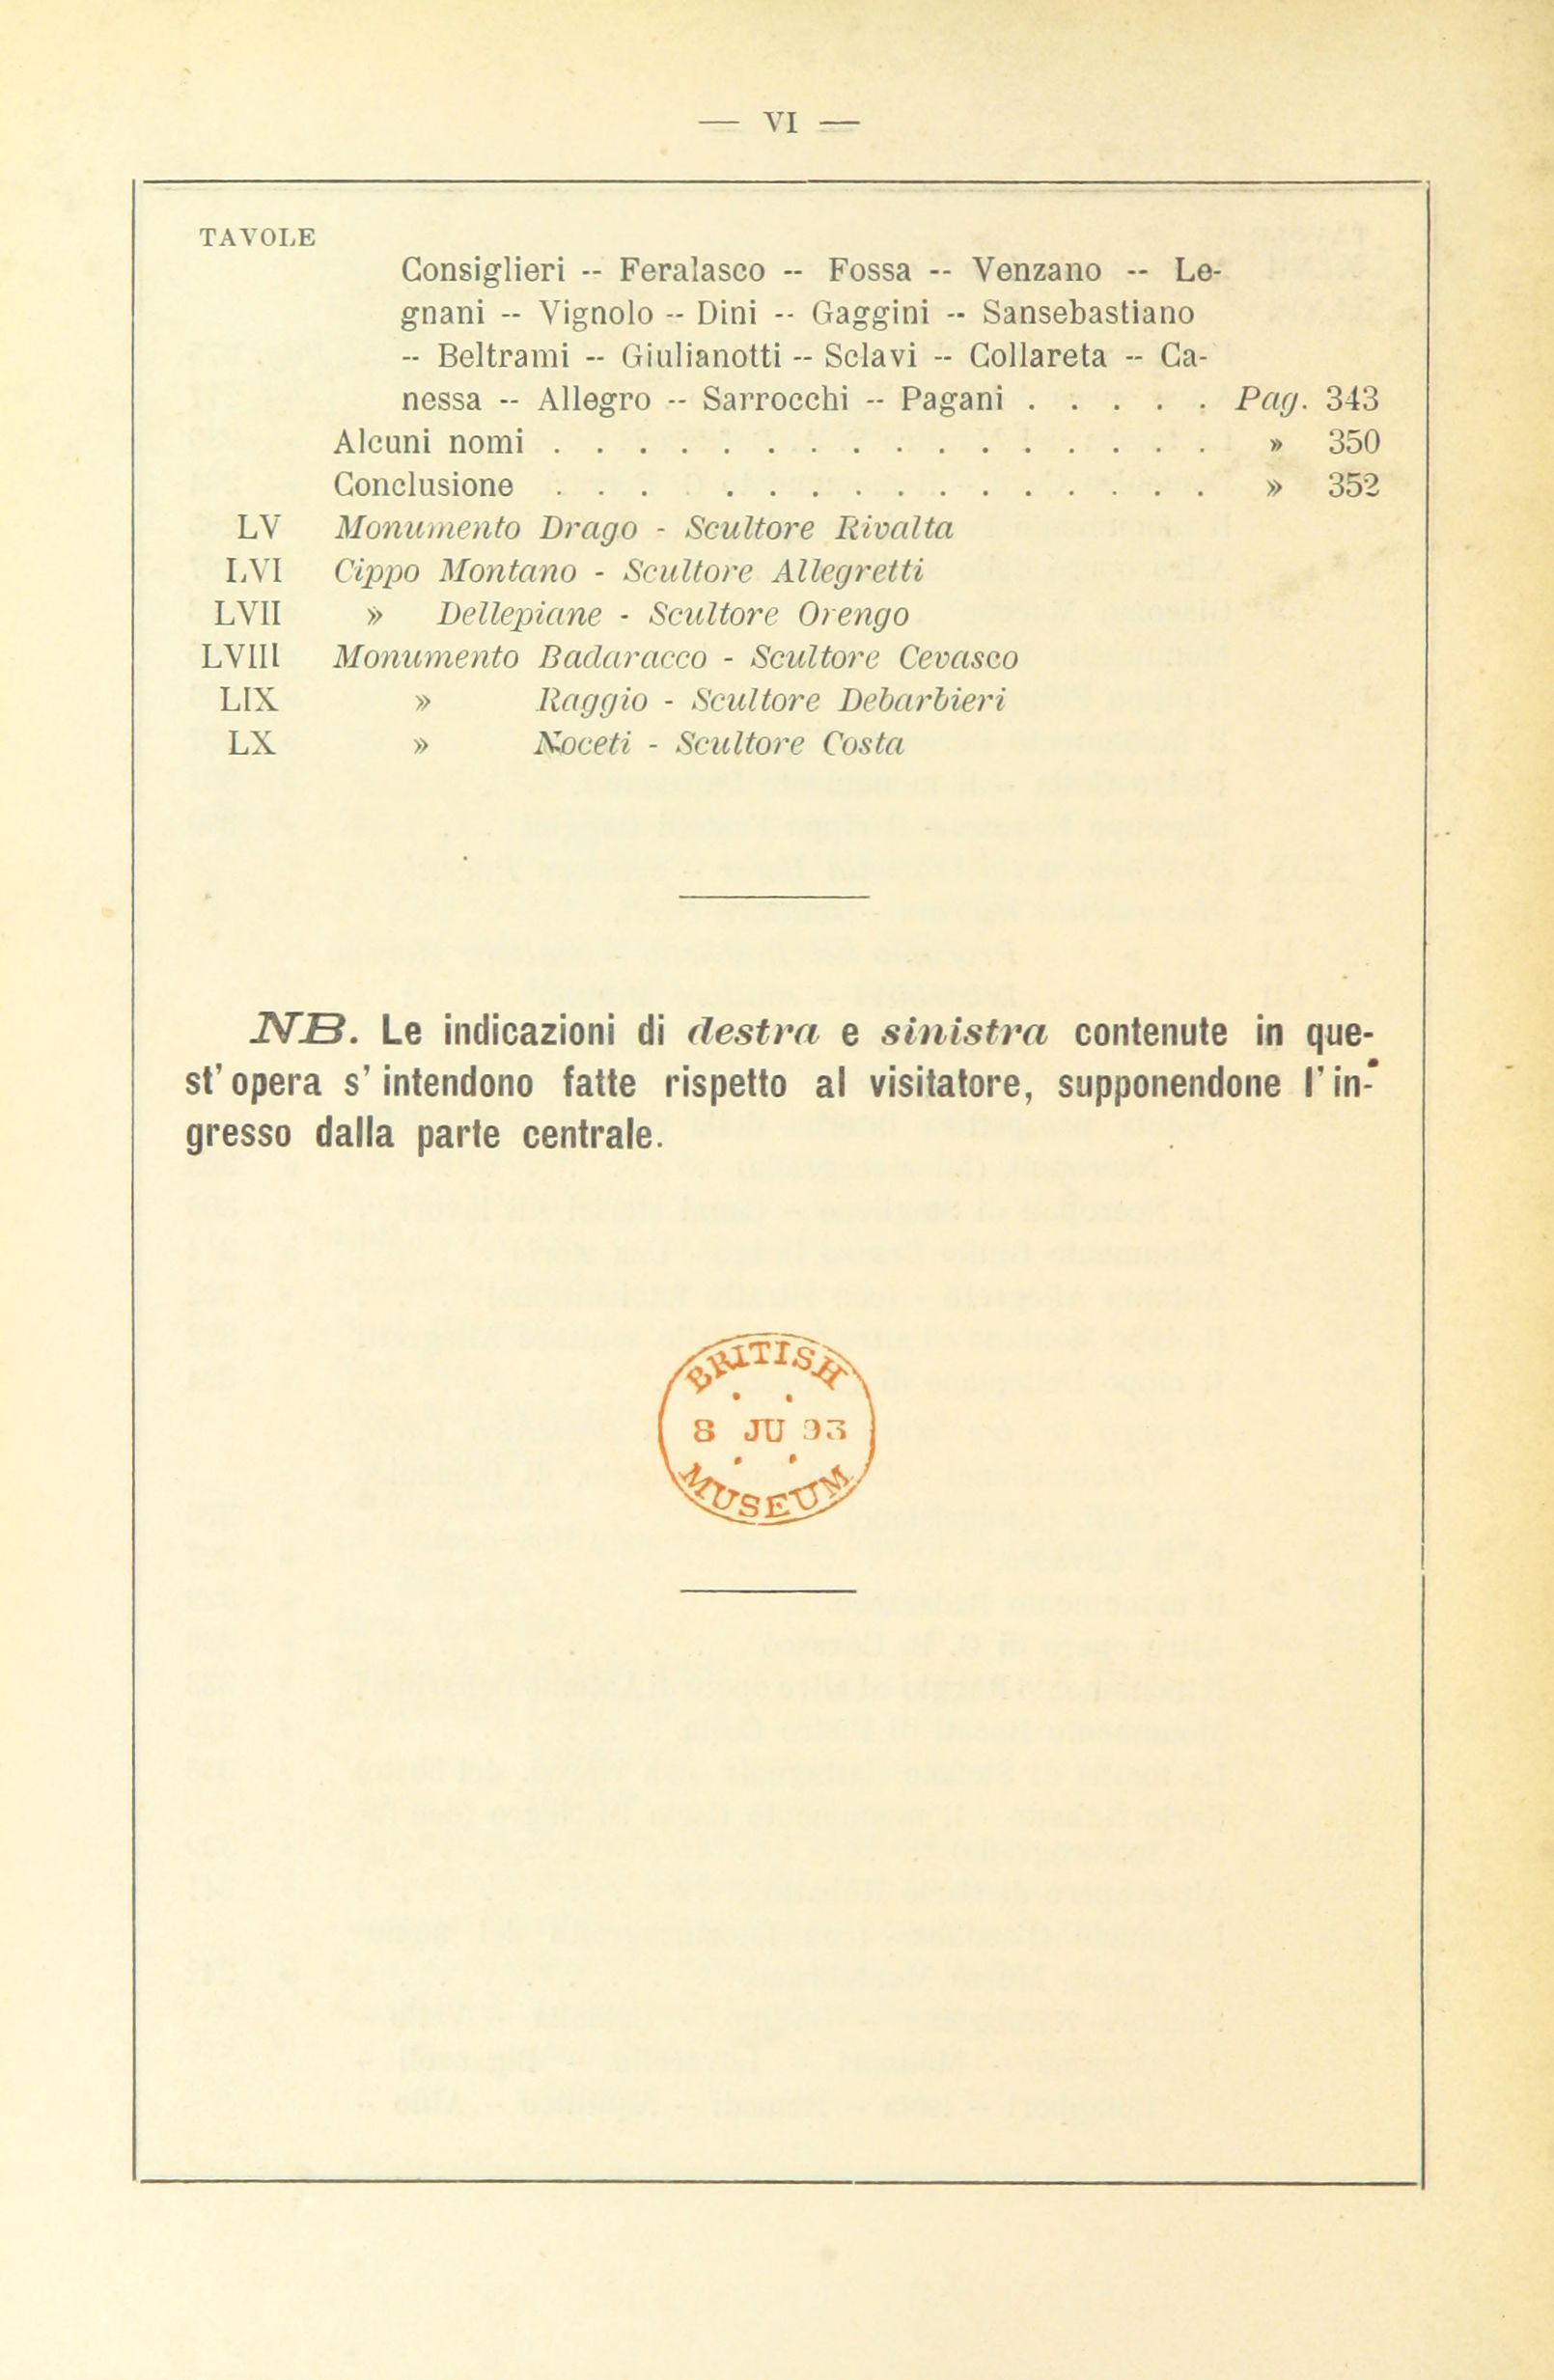 — VI —
TAVOLE
Consiglieri -- Feralasco -- Fossa -- Venzano -- Le-
gnani -- Vignolo -- Dini -- Gaggini -- Sansebastiano
-- Beltrami -- Giulianotti -- Sclavi -- Collareta -- Ca-
nessa -- Allegro -- Sarrocchi -- Pagani . . . . . Pag. 343
Alcuni nomi . . . . . . . . . . . . . . . . » 350
Conclusione . . . . . . . . . . . . . . . » 352
LV Monumento Drago - Scultore Rivalta
LVI Cippo Montano - Scultore Allegretti
LVII » Dellepiane - Scultore Orengo
LVIII Monumento Badaracco - Scultore Cevasco
LIX » Raggio - Scultore Debarbieri
LX » Noceti - Scultore Costa
NB. Le indicazioni di destra e sinistra contenute in que-
st' opera s' intendono fatte rispetto al visitatore, supponendone l' in-
gresso dalla parte centrale.
BRITISH
8 JU 93
MUSEUM